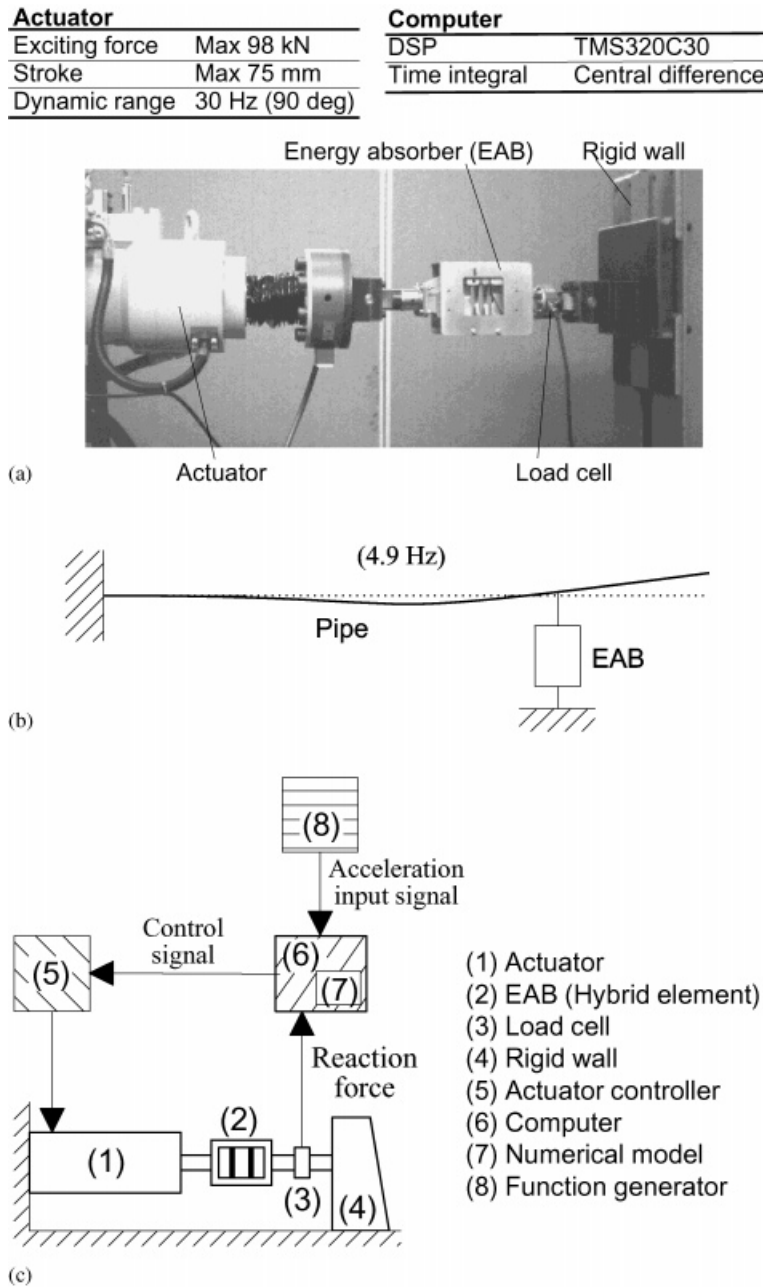 Actuator
Exciting force Max 98 kN
Stroke Max 75 mm
Dynamic range 30 Hz (90 deg)
Computer
DSP TMS320C30
Time integral Central difference
Energy absorber (EAB) Rigid wall
(a) Actuator Load cell
(4.9 Hz)
Pipe
EAB
(b)
(8)
Acceleration
input signal
Control
signal
(5)
(6)
(7)
Reaction
force
(1)
(2)
(3)
(4)
(1) Actuator
(2) EAB (Hybrid element)
(3) Load cell
(4) Rigid wall
(5) Actuator controller
(6) Computer
(7) Numerical model
(8) Function generator
(c)